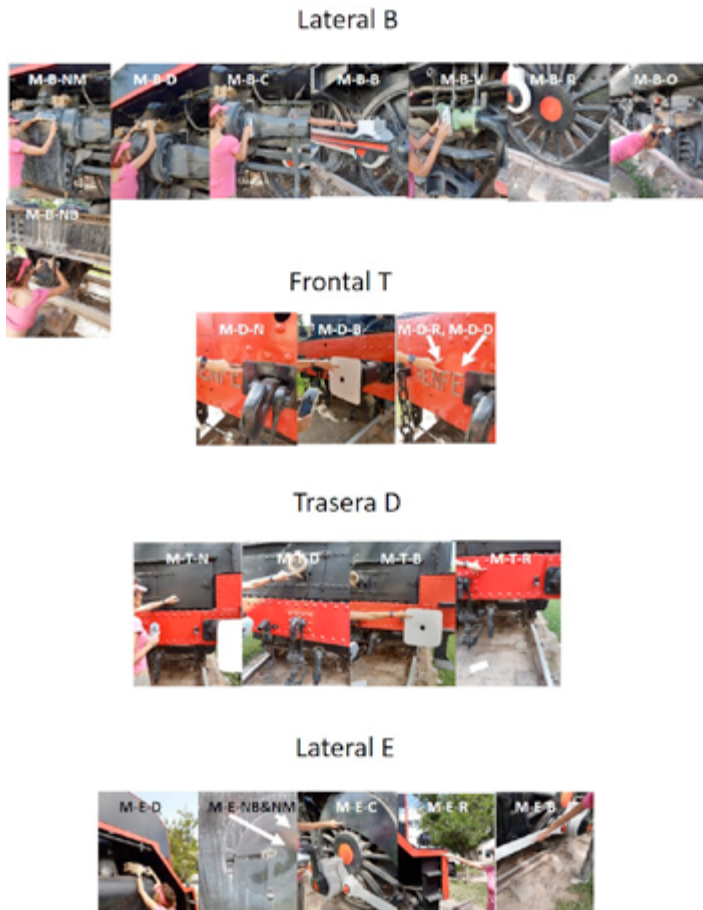 Lateral B
M-B-NM M-B-D M-B-C M-B-B M-B-V M-B-R M-B-O
M-B-NB
Frontal T
M-D-N M-D-B M-D-R, M-D-D
RENFE
Trasera D
M-T-N M-T-D M-T-B M-T-R
Lateral E
M-E-D M-E-NB&NM M-E-C M-E-R M-E-B